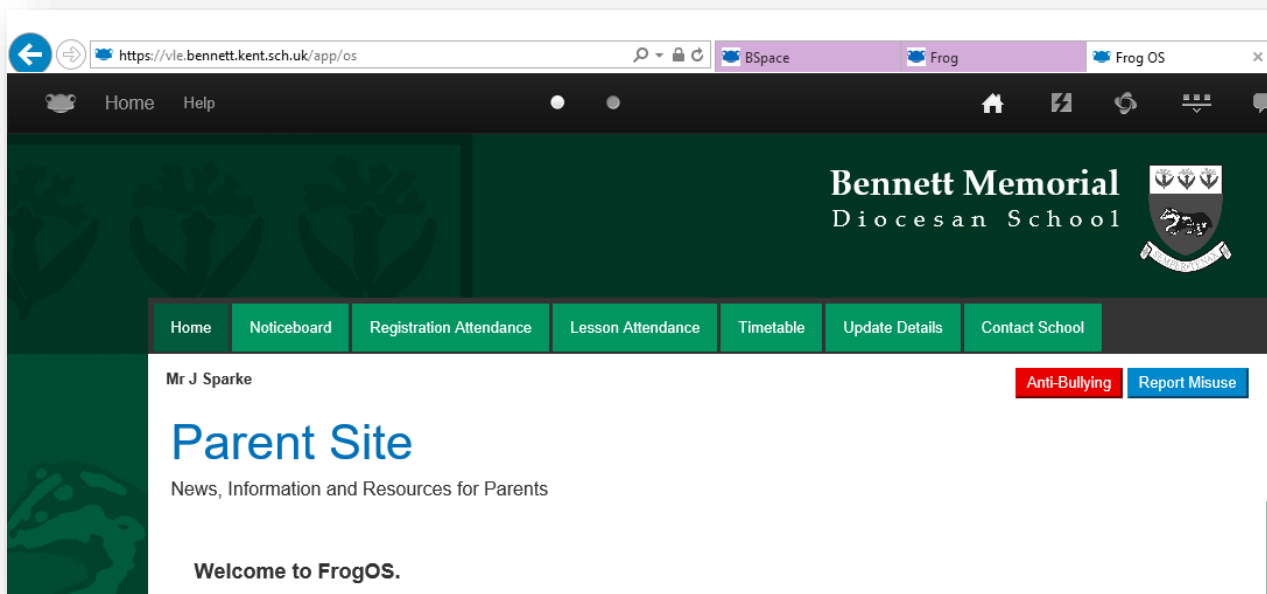 https://vle.bennett.kent.sch.uk/app/os BSpace Frog Frog OS
Home Help
Bennett Memorial
Diocesan School
SEMPER TENAX
Home Noticeboard Registration Attendance Lesson Attendance Timetable Update Details Contact School
Mr J Sparke Anti-Bullying Report Misuse
Parent Site
News, Information and Resources for Parents
Welcome to FrogOS.